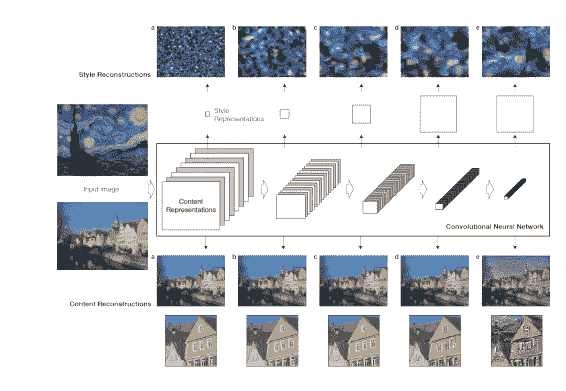 a b c d e
Style Reconstructions
Style
Representations
Input image
Content
Representations
Convolutional Neural Network
a b c d e
Content Reconstructions